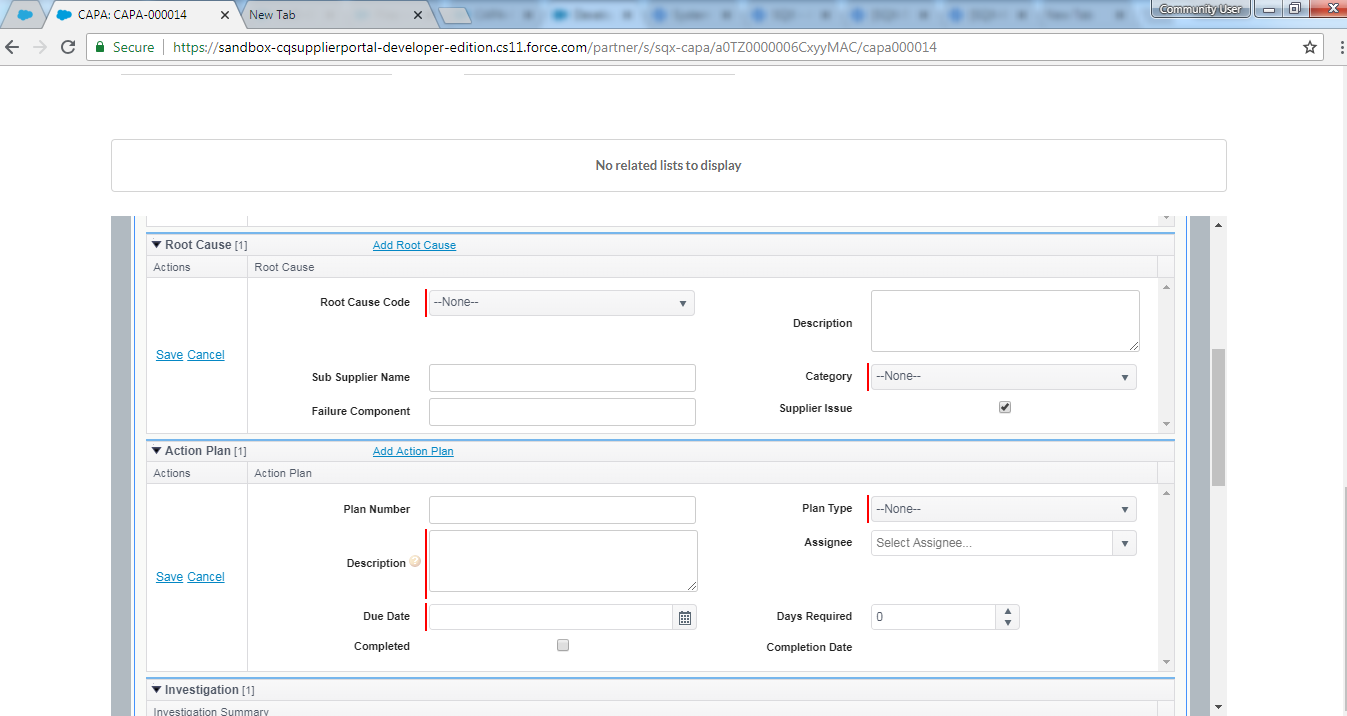 CAPA: CAPA-000014
New Tab
Community User
Secure
https://sandbox-cqsupplierportal-developer-edition.cs11.force.com/partner/s/sqx-capa/a0TZ0000006CxyyMAC/capa000014
No related lists to display
Root Cause [1] Add Root Cause
Actions Root Cause
Root Cause Code --None--
Description
Save Cancel
Sub Supplier Name
Category --None--
Failure Component
Supplier Issue
Action Plan [1] Add Action Plan
Actions Action Plan
Plan Number
Plan Type --None--
Assignee Select Assignee...
Description ?
Save Cancel
Due Date
Days Required 0
Completed
Completion Date
Investigation [1]
Investigation Summary